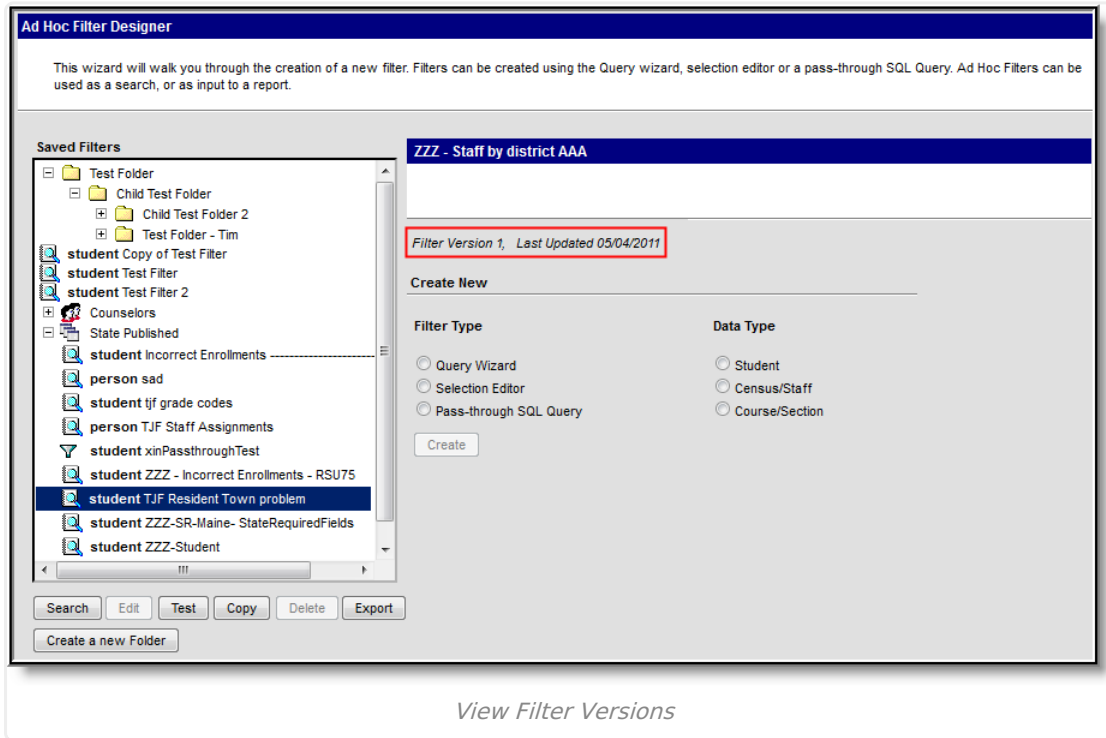 Ad Hoc Filter Designer
This wizard will walk you through the creation of a new filter. Filters can be created using the Query wizard, selection editor or a pass-through SQL Query. Ad Hoc Filters can be
used as a search, or as input to a report.
Saved Filters
Test Folder
Child Test Folder
Child Test Folder 2
Test Folder - Tim
student Copy of Test Filter
student Test Filter
student Test Filter 2
Counselors
State Published
student Incorrect Enrollments ----------------------
person sad
student tjf grade codes
person TJF Staff Assignments
student xinPassthroughTest
student ZZZ - Incorrect Enrollments - RSU75
student TJF Resident Town problem
student ZZZ-SR-Maine- StateRequiredFields
student ZZZ-Student
Search Edit Test Copy Delete Export
Create a new Folder
ZZZ - Staff by district AAA
Filter Version 1, Last Updated 05/04/2011
Create New
Filter Type Data Type
Query Wizard Student
Selection Editor Census/Staff
Pass-through SQL Query Course/Section
Create
View Filter Versions